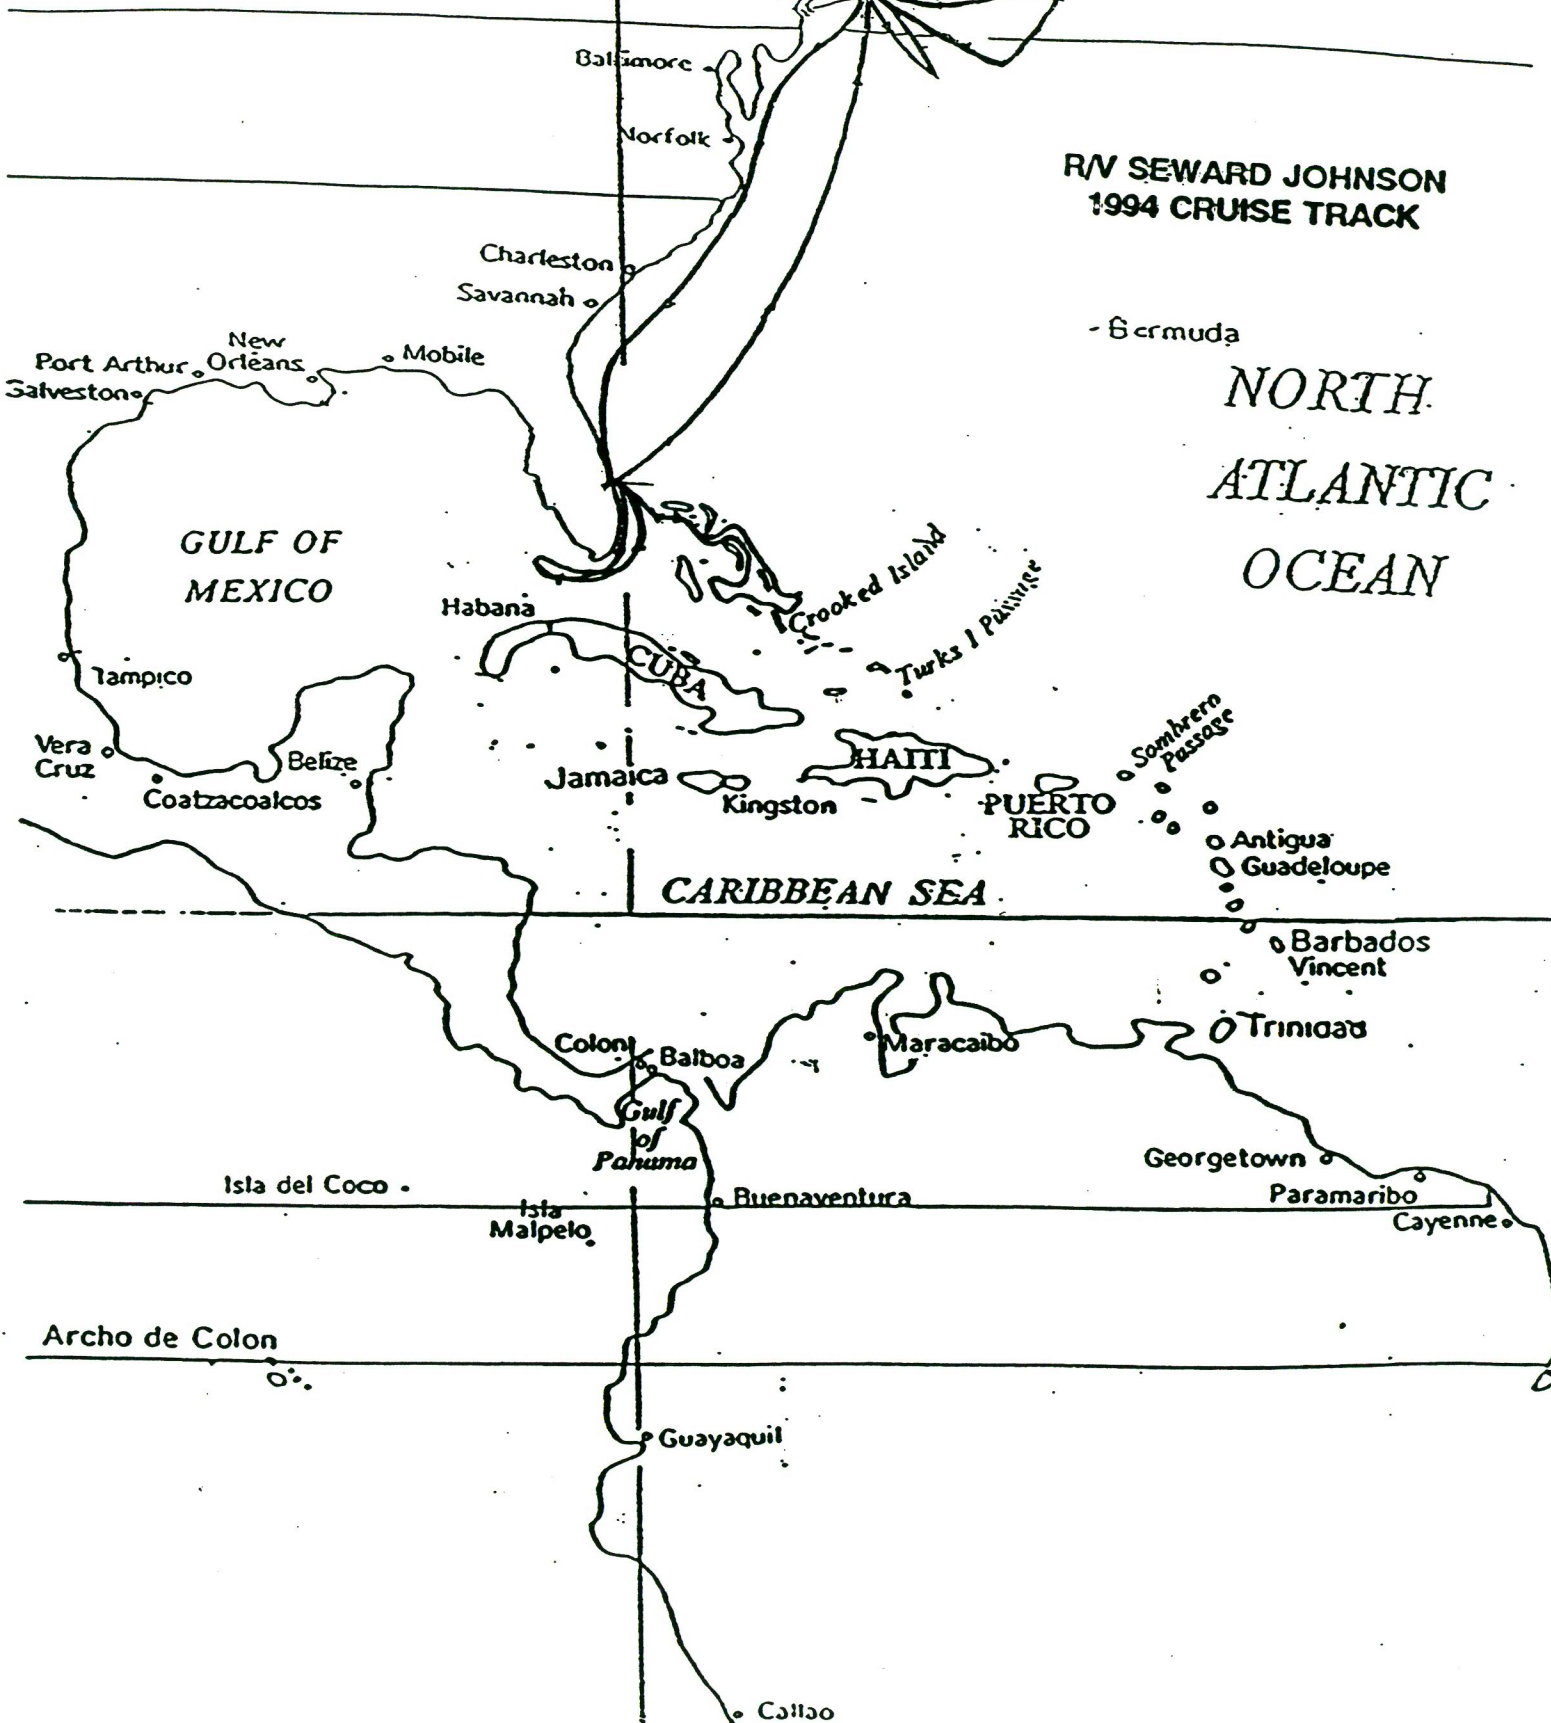 Baltimore
Norfolk
R/V SEWARD JOHNSON
1994 CRUISE TRACK
Charleston
Savannah
Bermuda
New
Orleans
Port Arthur
Mobile
Galveston
NORTH
ATLANTIC
OCEAN
GULF OF
MEXICO
Crooked Island
Habana
Turks I Passage
CUBA
Tampico
Sombrero
Passage
Vera
Cruz
Belize
HAITI
Jamaica
Coatzacoalcos
Kingston
PUERTO
RICO
Antigua
Guadeloupe
CARIBBEAN SEA
Barbados
Vincent
Trinidad
Colon
Balboa
Maracaibo
Gulf
of
Panama
Georgetown
Isla del Coco
Buenaventura
Paramaribo
Isla
Malpelo
Cayenne
Archo de Colon
Guayaquil
Callao